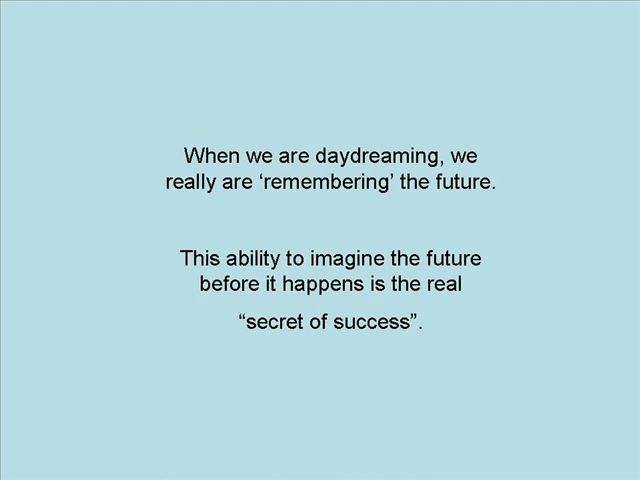 When we are daydreaming, we
really are ‘remembering’ the future.
This ability to imagine the future
before it happens is the real
“secret of success”.